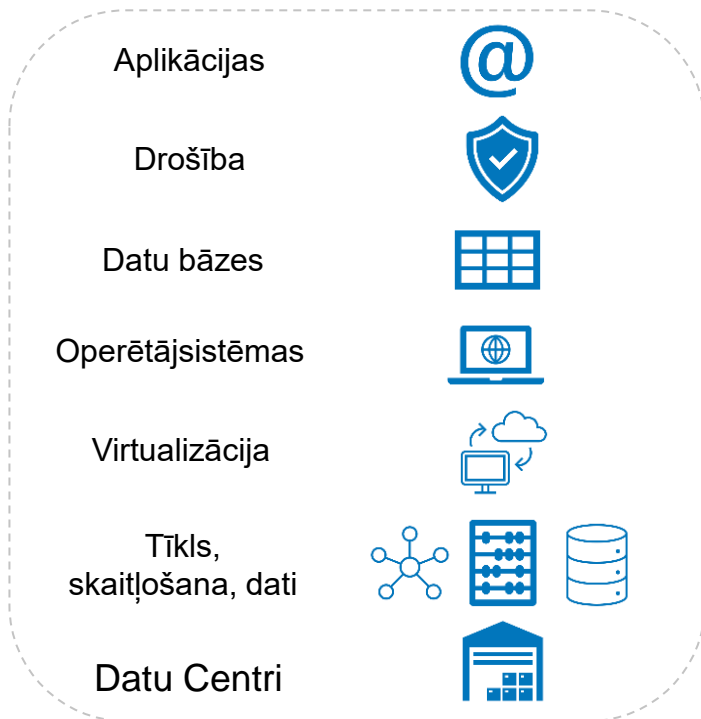 Aplikācijas
@
Drošība
Datu bāzes
Operētājsistēmas
Virtualizācija
Tīkls,
skaitļošana, dati
Datu Centri